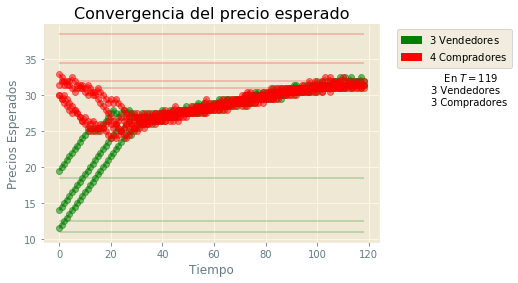 Convergencia del precio esperado
3 Vendedores
4 Compradores
En T = 119
3 Vendedores
3 Compradores
Precios Esperados
35
30
25
20
15
10
0
20
40
60
80
100
120
Tiempo